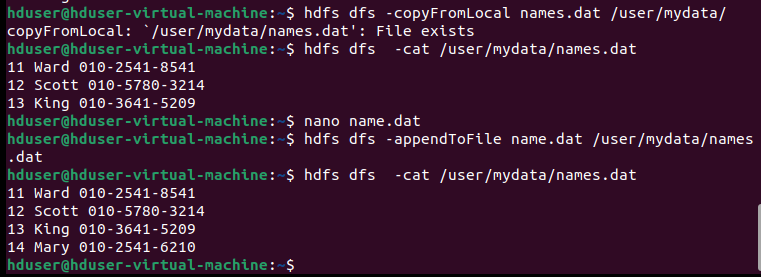 hduser@hduser-virtual-machine:~$ hdfs dfs -copyFromLocal names.dat /user/mydata/
copyFromLocal: `/user/mydata/names.dat': File exists
hduser@hduser-virtual-machine:~$ hdfs dfs  -cat /user/mydata/names.dat
11 Ward 010-2541-8541
12 Scott 010-5780-3214
13 King 010-3641-5209
hduser@hduser-virtual-machine:~$ nano name.dat
hduser@hduser-virtual-machine:~$ hdfs dfs -appendToFile name.dat /user/mydata/names
.dat
hduser@hduser-virtual-machine:~$ hdfs dfs  -cat /user/mydata/names.dat
11 Ward 010-2541-8541
12 Scott 010-5780-3214
13 King 010-3641-5209
14 Mary 010-2541-6210
hduser@hduser-virtual-machine:~$